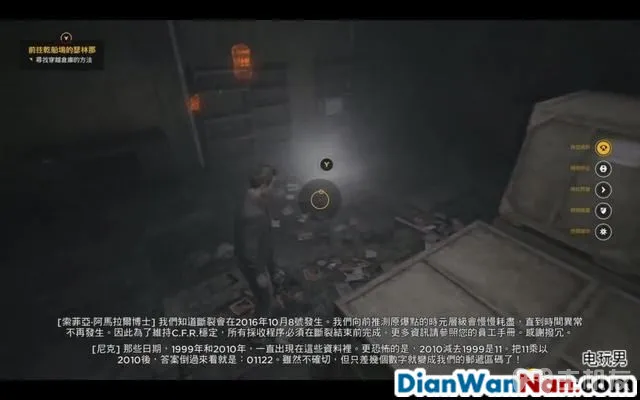 Y
前往乾船塢的瑟林那
尋找穿越倉庫的方法
Y
[索菲亞·阿馬拉爾博士] 我們知道斷裂會在2016年10月8號發生。我們向前推測原爆點的時元層級會慢慢耗盡，直到時間異常
不再發生。因此為了維持C.F.R.穩定，所有採收程序必須在斷裂結束前完成，更多資訊請參照您的員工手冊。感謝撥冗。
[尼克] 那些日期，1999年和2010年，一直出現在這些資料裡。更恐怖的是，2010減去1999是11。把11乘以
2010後，答案倒過來看就是：01122。雖然不確切，但只差幾個數字就變成我們的郵遞區碼了！
电玩男
DianWanNan.com